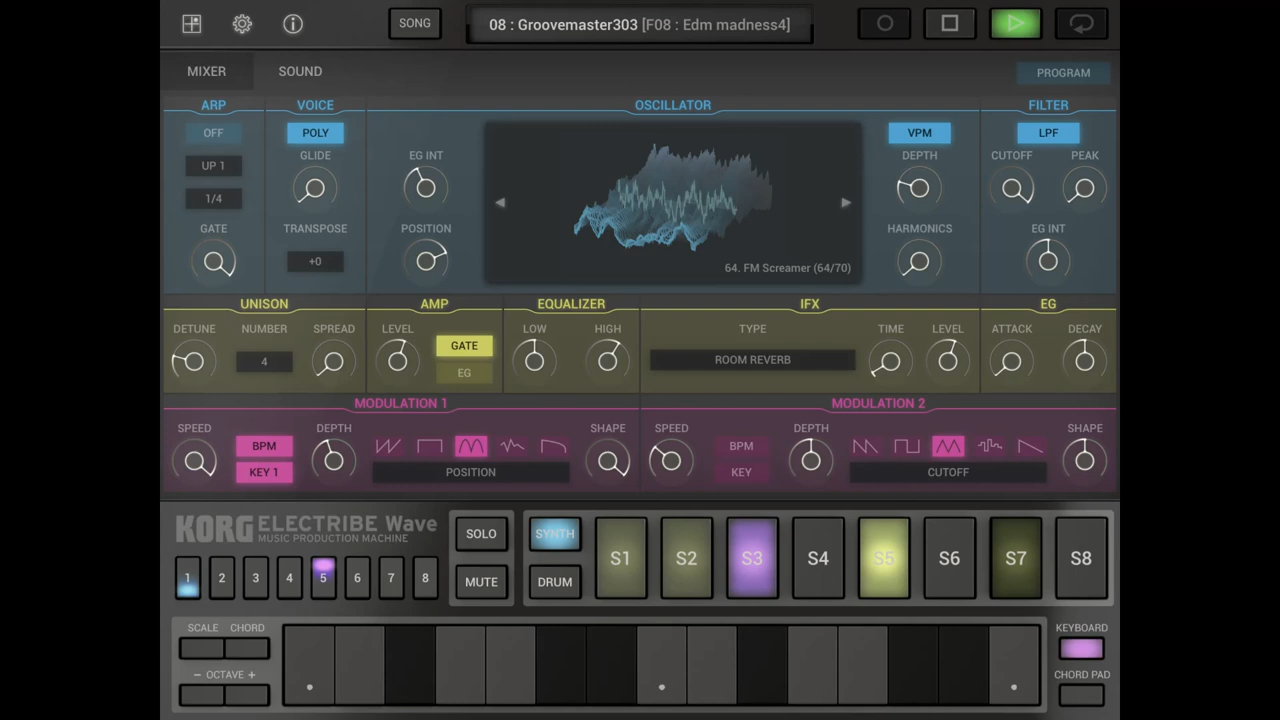 SONG
08 : Groovemaster303 [F08 : Edm madness4]
MIXER SOUND PROGRAM
ARP VOICE OSCILLATOR FILTER
OFF POLY VPM LPF
GLIDE EG INT DEPTH CUTOFF PEAK
UP 1
1/4
GATE TRANSPOSE POSITION HARMONICS EG INT
+0
64. FM Screamer (64/70)
UNISON AMP EQUALIZER IFX EG
DETUNE NUMBER SPREAD LEVEL LOW HIGH TYPE TIME LEVEL ATTACK DECAY
GATE
4 ROOM REVERB
EG
MODULATION 1 MODULATION 2
SPEED DEPTH SHAPE SPEED DEPTH SHAPE
BPM BPM
KEY 1 POSITION KEY CUTOFF
KORG ELECTRIBE Wave
MUSIC PRODUCTION MACHINE
SOLO SYNTH
S1 S2 S3 S4 S5 S6 S7 S8
1 2 3 4 5 6 7 8 MUTE DRUM
SCALE CHORD KEYBOARD
− OCTAVE + CHORD PAD